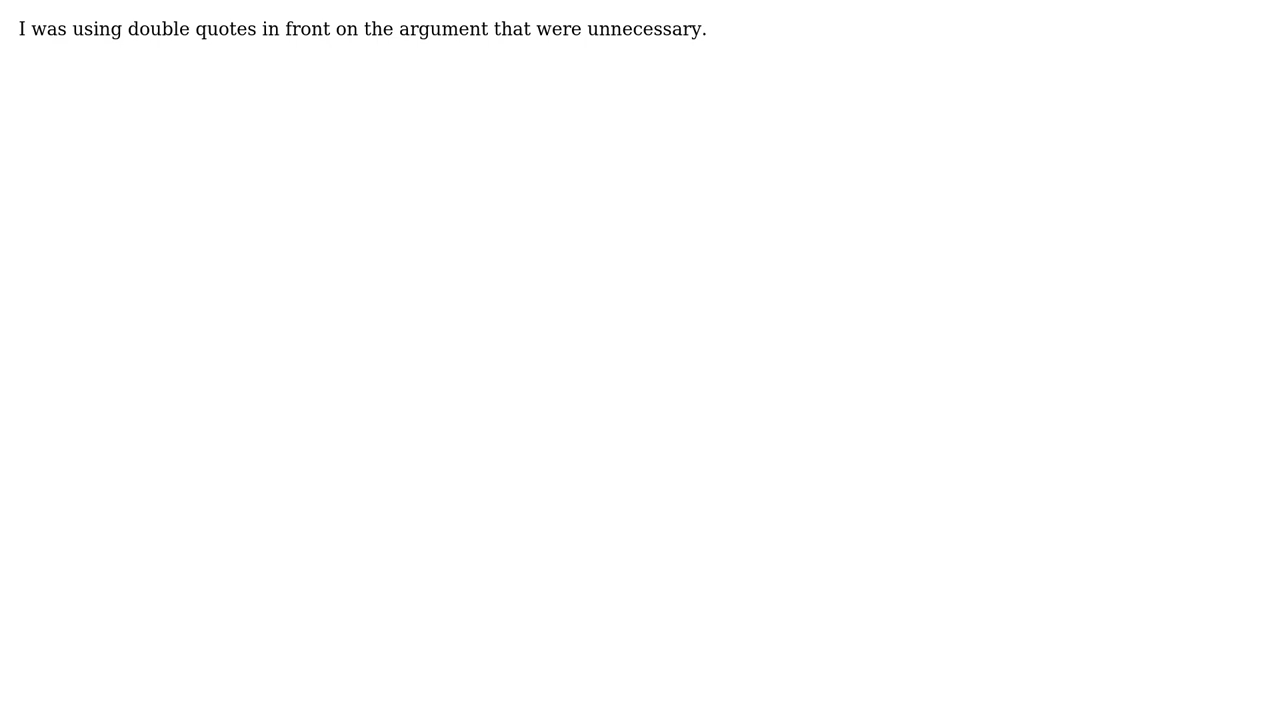 I was using double quotes in front on the argument that were unnecessary.